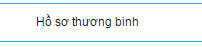 Hồ sơ thương binh